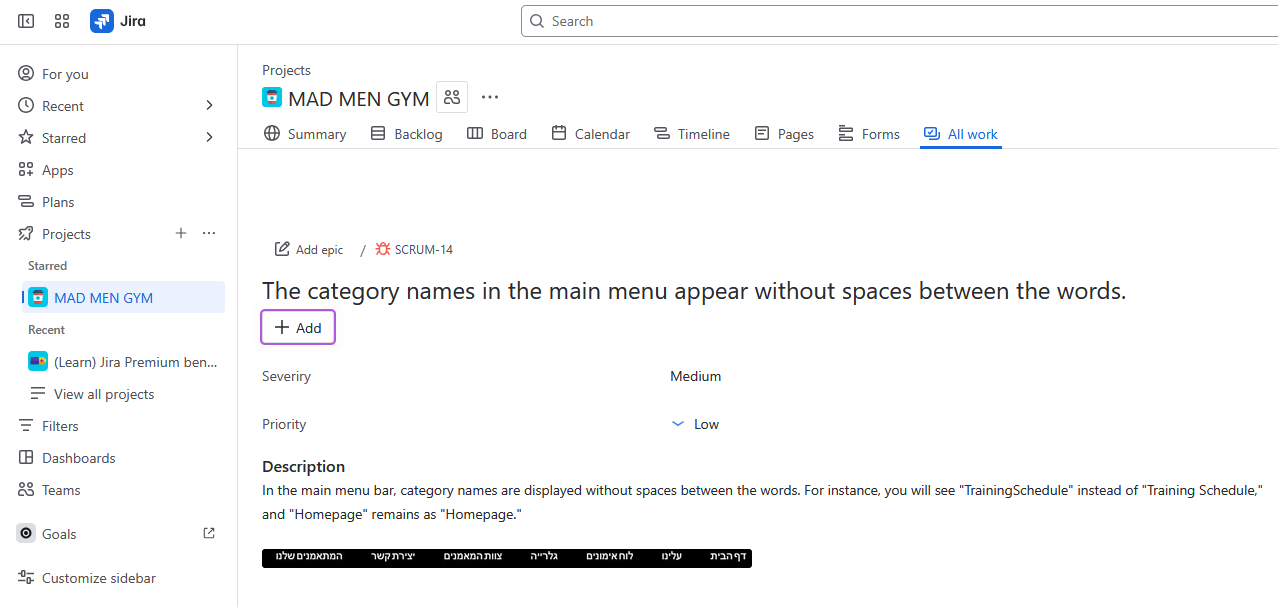 Jira
Search
For you
Recent
Starred
Apps
Plans
Projects
Starred
MAD MEN GYM
Recent
(Learn) Jira Premium ben...
View all projects
Filters
Dashboards
Teams
Goals
Customize sidebar
Projects
MAD MEN GYM
Summary Backlog Board Calendar Timeline Pages Forms All work
Add epic / SCRUM-14
The category names in the main menu appear without spaces between the words.
+ Add
Severiry Medium
Priority Low
Description
In the main menu bar, category names are displayed without spaces between the words. For instance, you will see "TrainingSchedule" instead of "Training Schedule,"
and "Homepage" remains as "Homepage."
דףהבית עלינו לוחאימונים גלרייה צוותהמאמנים יצירתקשר המתאמניםשלנו